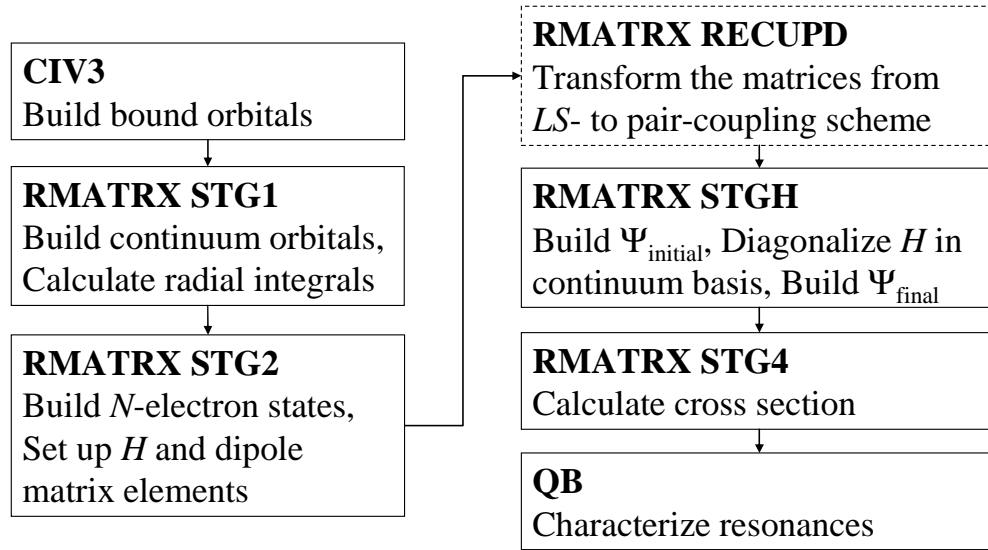 CIV3
Build bound orbitals
RMATRX STG1
Build continuum orbitals,
Calculate radial integrals
RMATRX STG2
Build N-electron states,
Set up H and dipole
matrix elements
RMATRX RECUPD
Transform the matrices from
LS- to pair-coupling scheme
RMATRX STGH
Build Ψinitial, Diagonalize H in
continuum basis, Build Ψfinal
RMATRX STG4
Calculate cross section
QB
Characterize resonances